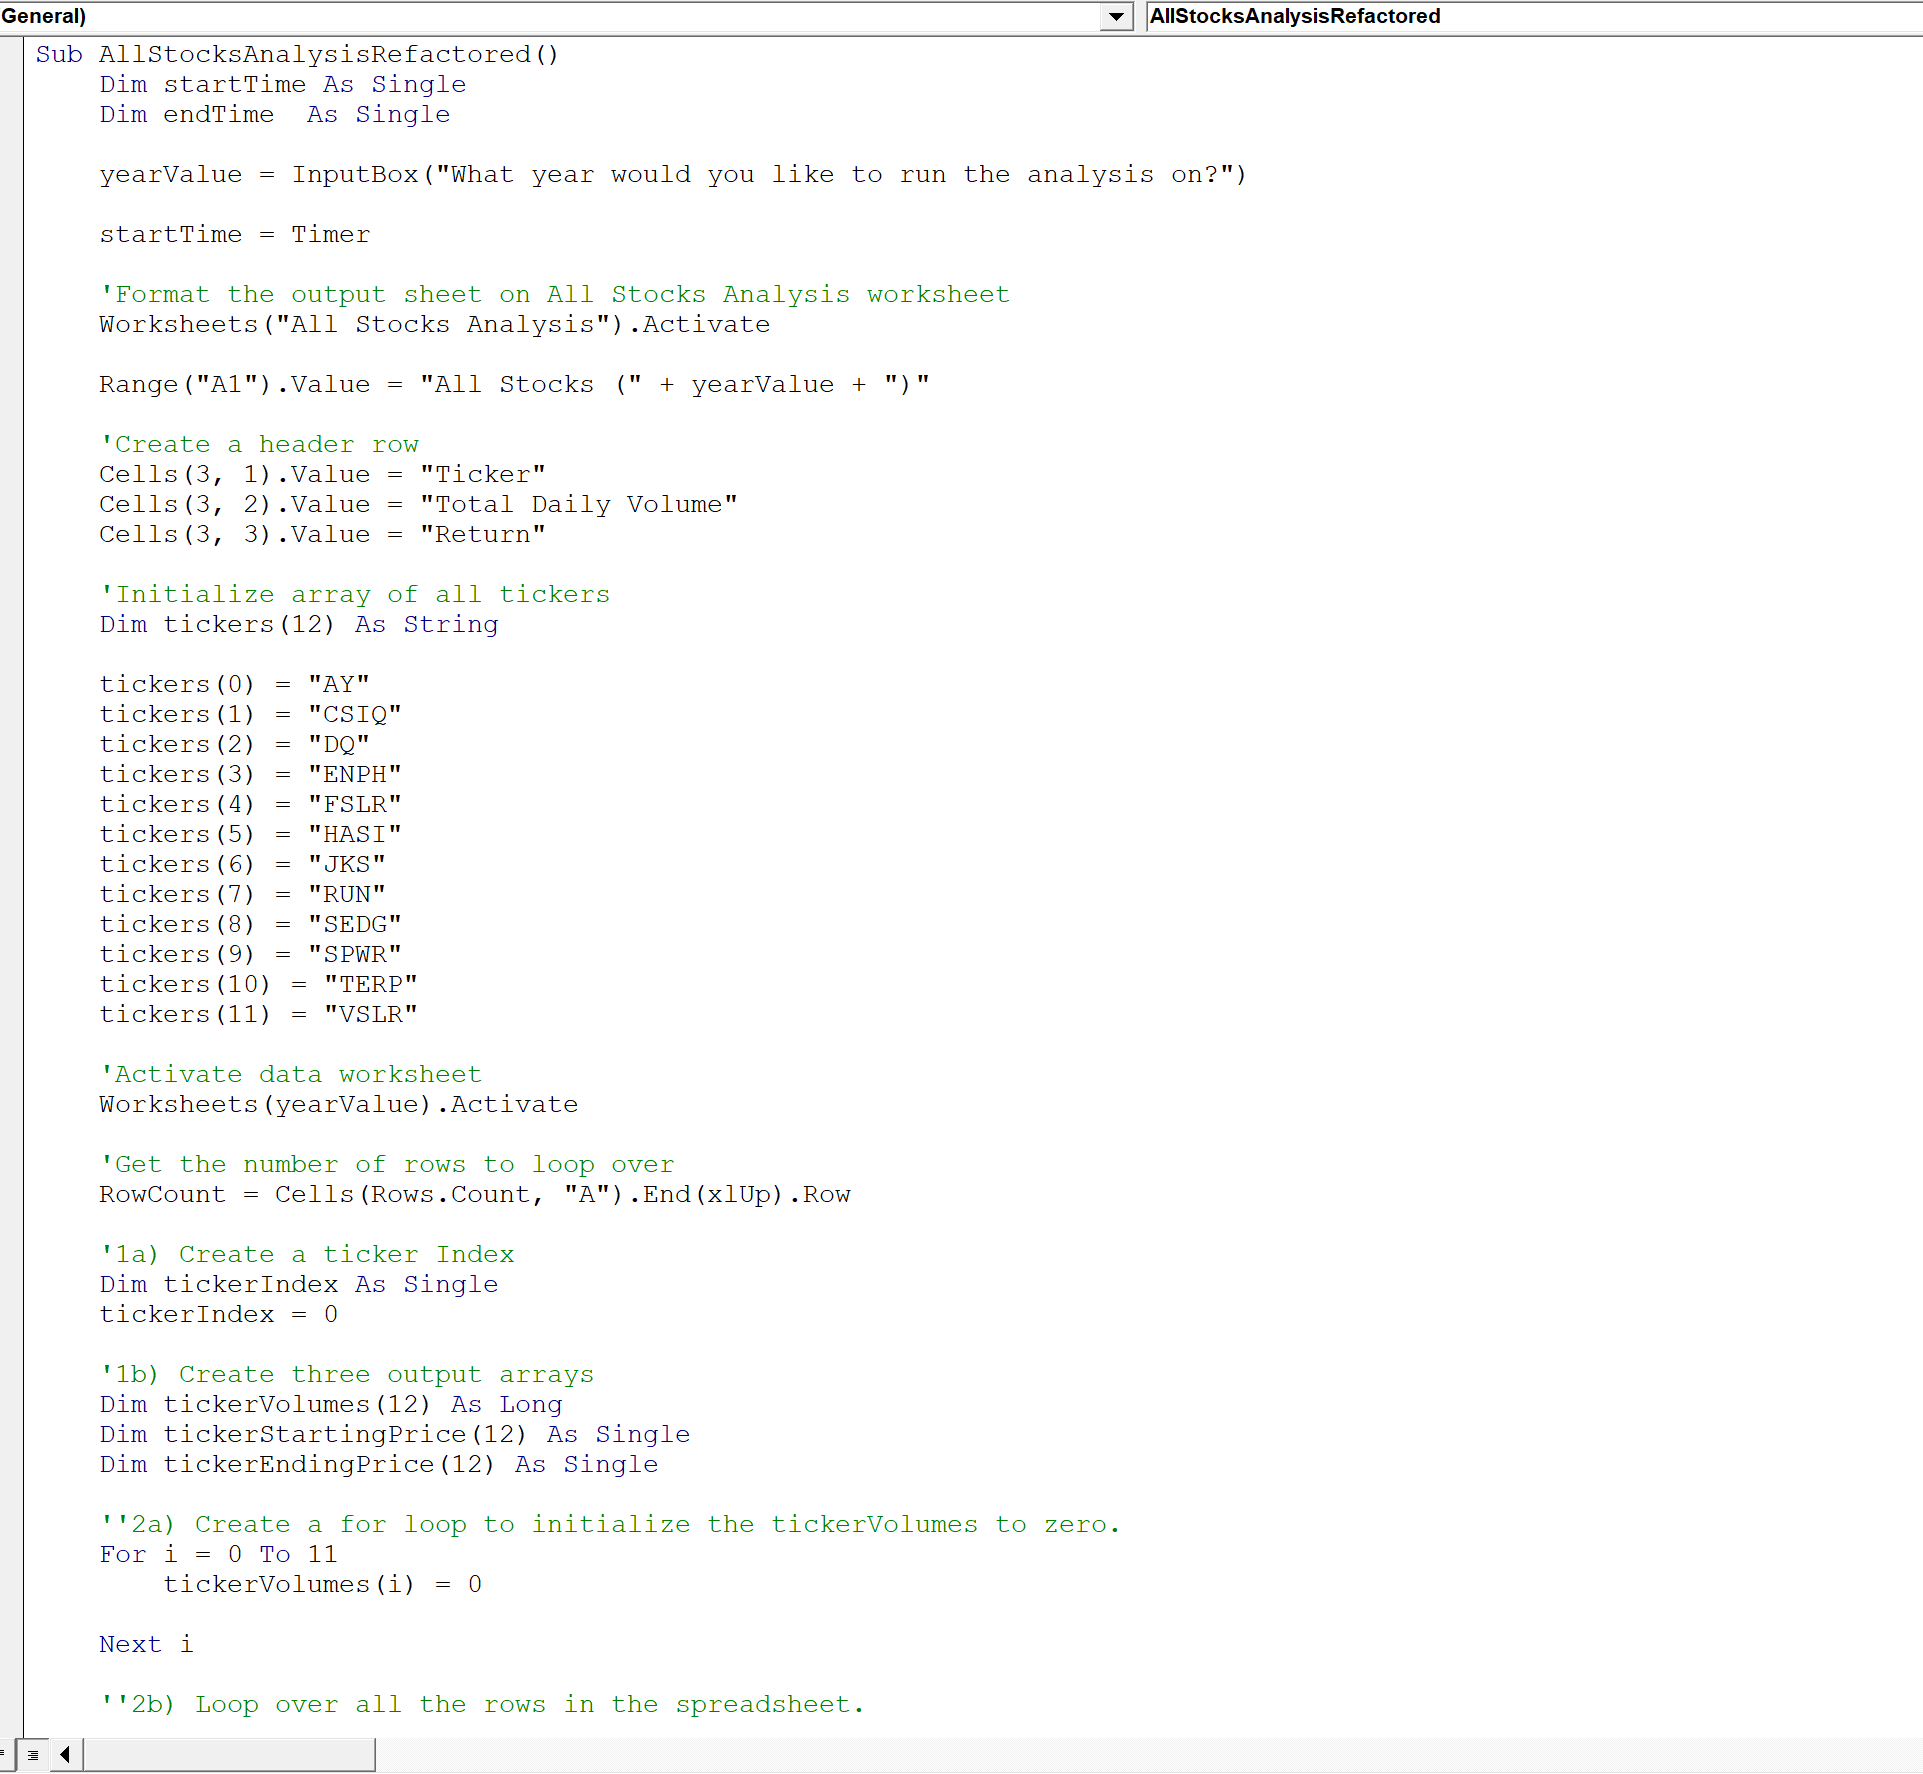 General) AllStocksAnalysisRefactored
Sub AllStocksAnalysisRefactored()
Dim startTime As Single
Dim endTime  As Single
yearValue = InputBox("What year would you like to run the analysis on?")
startTime = Timer
'Format the output sheet on All Stocks Analysis worksheet
Worksheets("All Stocks Analysis").Activate
Range("A1").Value = "All Stocks (" + yearValue + ")"
'Create a header row
Cells(3, 1).Value = "Ticker"
Cells(3, 2).Value = "Total Daily Volume"
Cells(3, 3).Value = "Return"
'Initialize array of all tickers
Dim tickers(12) As String
tickers(0) = "AY"
tickers(1) = "CSIQ"
tickers(2) = "DQ"
tickers(3) = "ENPH"
tickers(4) = "FSLR"
tickers(5) = "HASI"
tickers(6) = "JKS"
tickers(7) = "RUN"
tickers(8) = "SEDG"
tickers(9) = "SPWR"
tickers(10) = "TERP"
tickers(11) = "VSLR"
'Activate data worksheet
Worksheets(yearValue).Activate
'Get the number of rows to loop over
RowCount = Cells(Rows.Count, "A").End(xlUp).Row
'1a) Create a ticker Index
Dim tickerIndex As Single
tickerIndex = 0
'1b) Create three output arrays
Dim tickerVolumes(12) As Long
Dim tickerStartingPrice(12) As Single
Dim tickerEndingPrice(12) As Single
''2a) Create a for loop to initialize the tickerVolumes to zero.
For i = 0 To 11
tickerVolumes(i) = 0
Next i
''2b) Loop over all the rows in the spreadsheet.